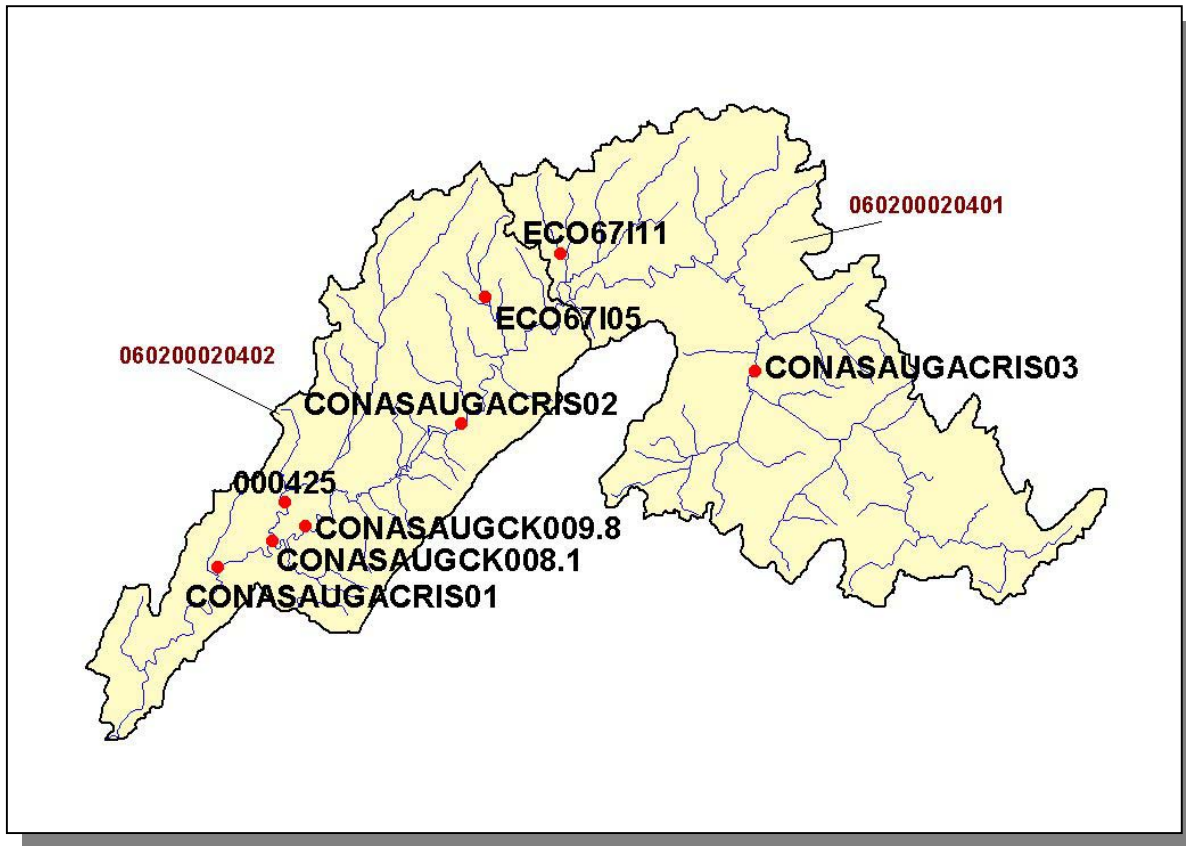 060200020401
ECO67I11
ECO67I05
060200020402
CONASAUGACRIS03
CONASAUGACRIS02
000425
CONASAUGCK009.8
CONASAUGCK008.1
CONASAUGACRIS01